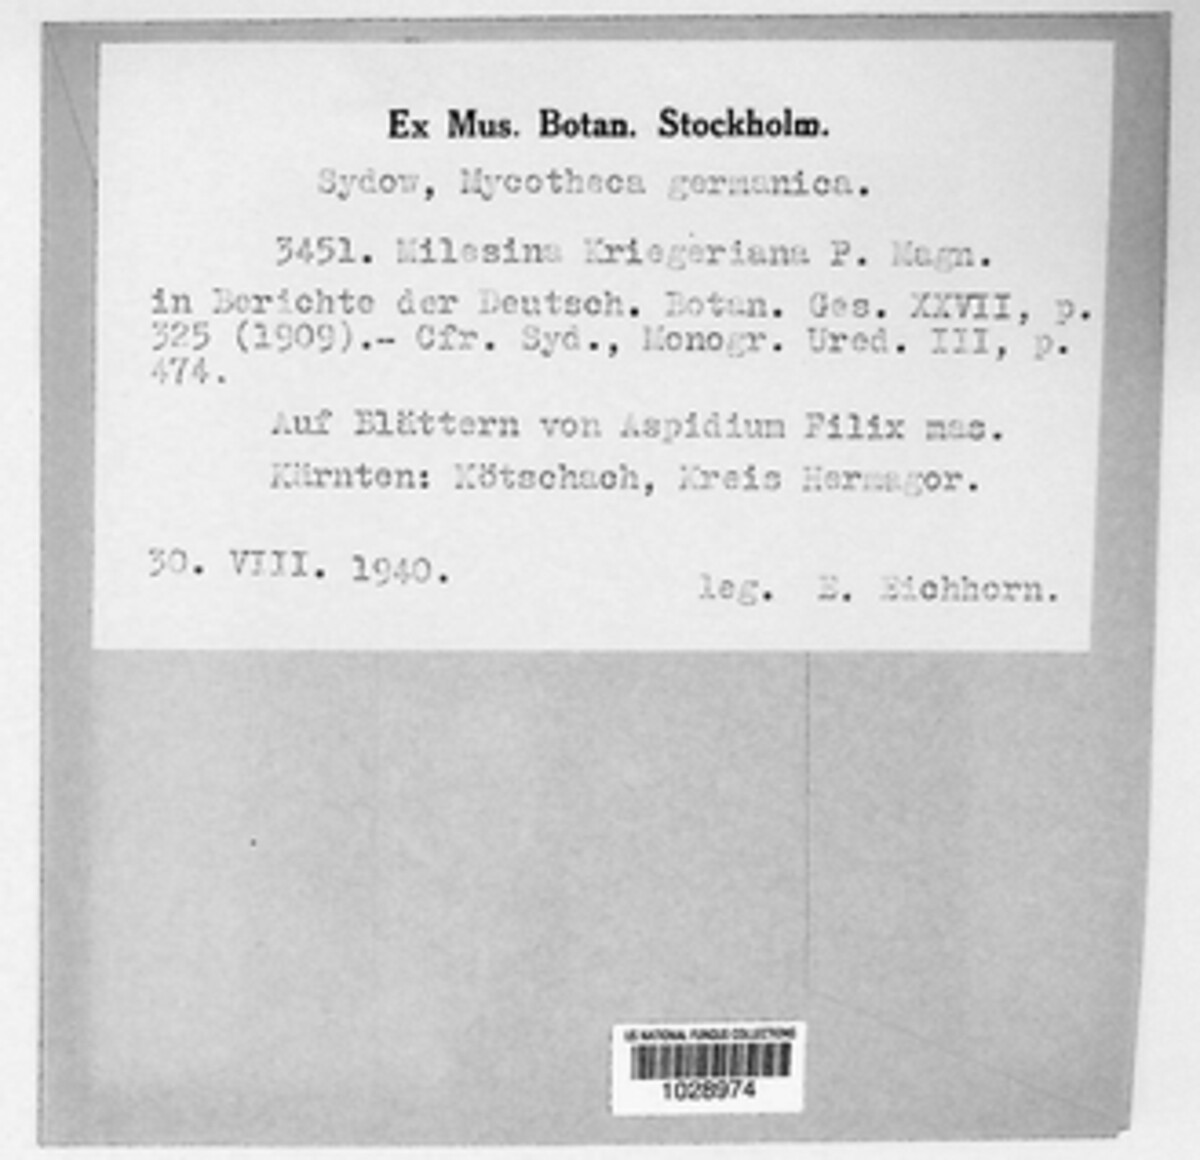 Ex Mus. Botan. Stockholm.
Sydow, Mycotheca germanica.
3451. Milesina Kriegeriana P. Magn.
in Berichte der Deutsch. Botan. Ges. XXVII, p.
325 (1909).- Cfr. Syd., Monogr. Ured. III, p.
474.
Auf Blättern von Aspidium Filix mas.
Kärnten: Kötschach, Kreis Hermagor.
30. VIII. 1940.
leg. E. Eichhorn.
US NATIONAL FUNGUS COLLECTIONS
1028974